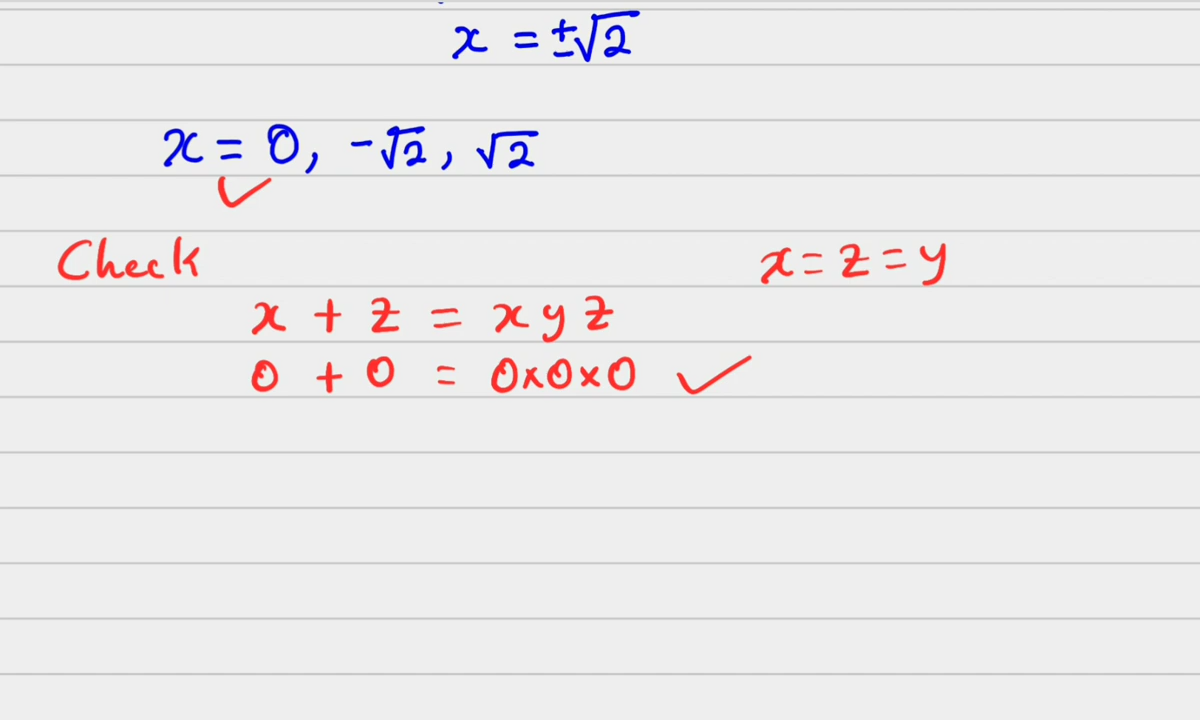 x = ±√2
x = 0, -√2, √2
✓
Check
x = z = y
x + z = xyz
0 + 0 = 0×0×0 ✓